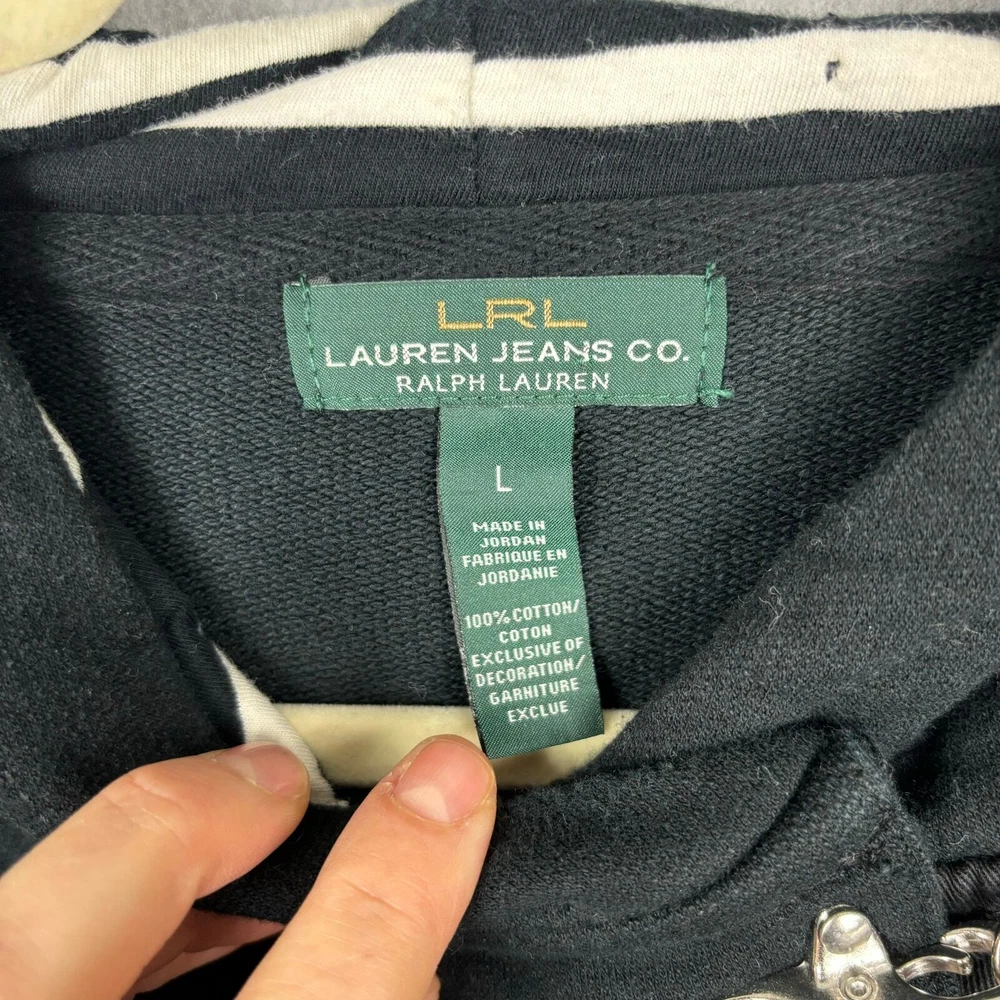 LRL
LAUREN JEANS CO.
RALPH LAUREN
L
MADE IN
JORDAN
FABRIQUE EN
JORDANIE
100% COTTON/
COTON
EXCLUSIVE OF
DECORATION/
GARNITURE
EXCLUE